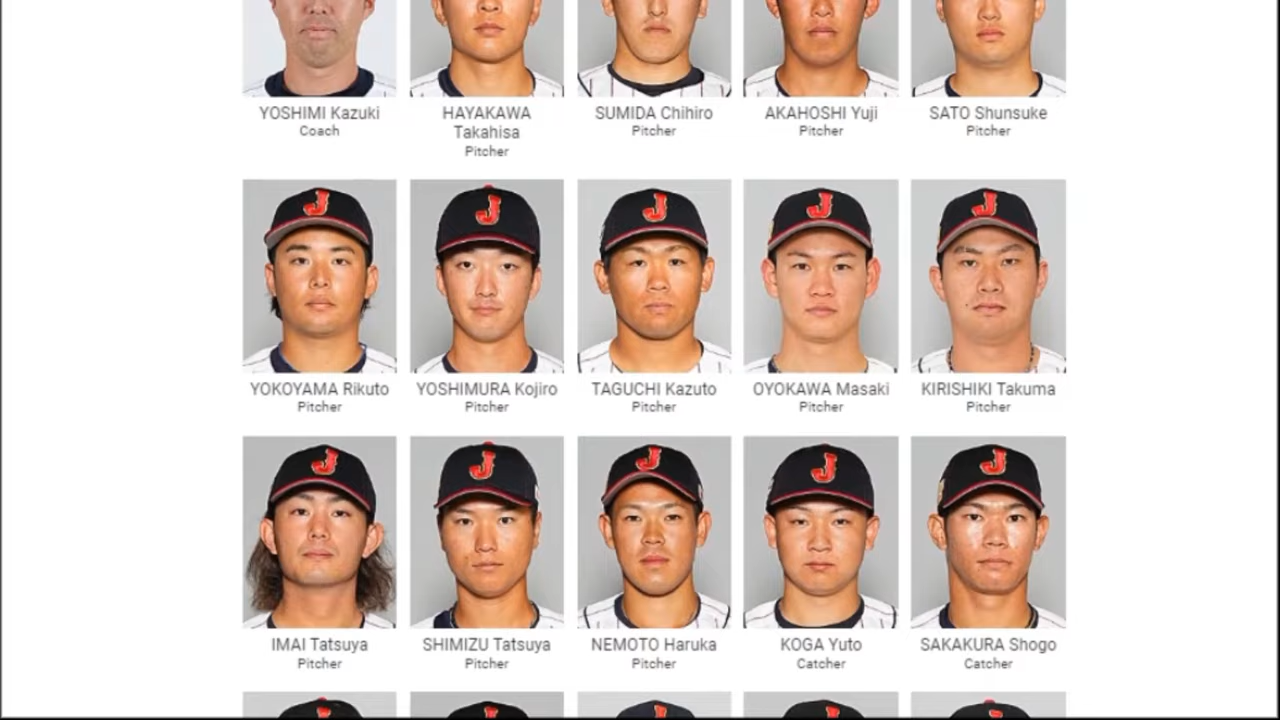 YOSHIMI Kazuki
Coach
HAYAKAWA
Takahisa
Pitcher
SUMIDA Chihiro
Pitcher
AKAHOSHI Yuji
Pitcher
SATO Shunsuke
Pitcher
J
J
J
J
J
YOKOYAMA Rikuto
Pitcher
YOSHIMURA Kojiro
Pitcher
TAGUCHI Kazuto
Pitcher
OYOKAWA Masaki
Pitcher
KIRISHIKI Takuma
Pitcher
J
J
J
J
J
IMAI Tatsuya
Pitcher
SHIMIZU Tatsuya
Pitcher
NEMOTO Haruka
Pitcher
KOGA Yuto
Catcher
SAKAKURA Shogo
Catcher